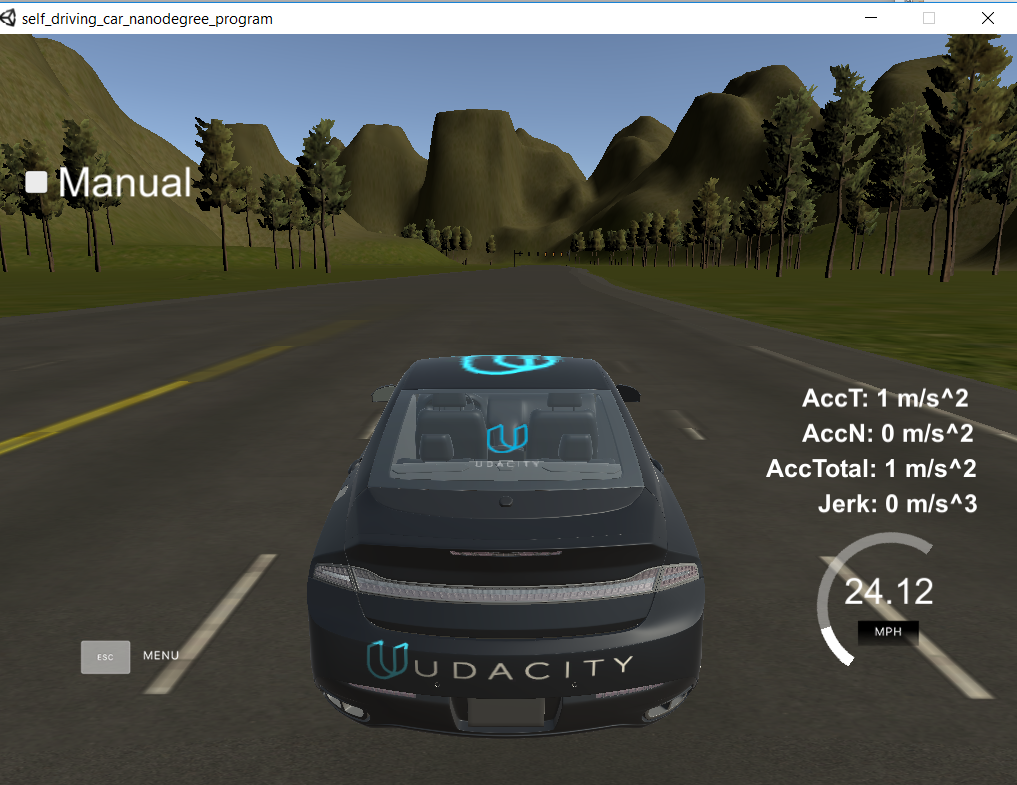 self_driving_car_nanodegree_program
Manual
UDACITY
AccT: 1 m/s^2
AccN: 0 m/s^2
AccTotal: 1 m/s^2
Jerk: 0 m/s^3
24.12
MPH
ESC MENU
UDACITY